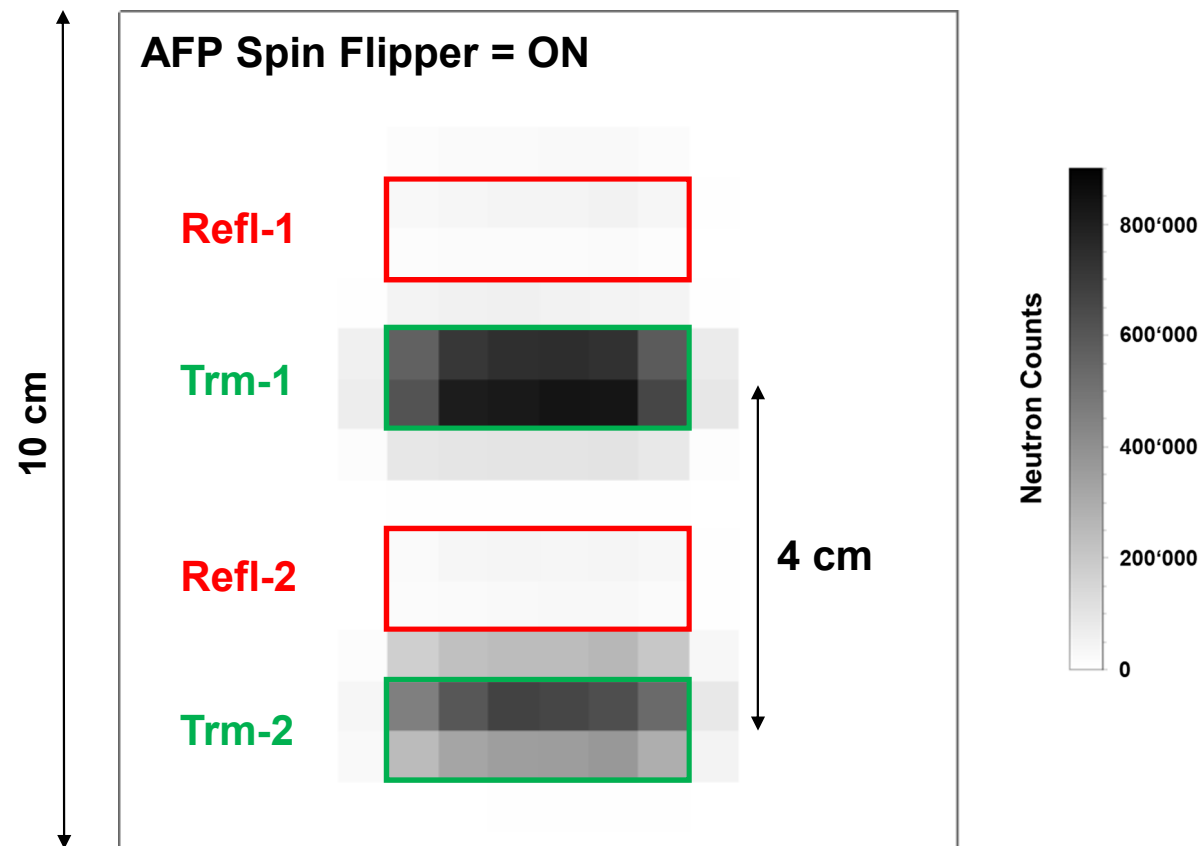 AFP Spin Flipper = ON
Refl-1
Trm-1
Refl-2
Trm-2
10 cm
4 cm
Neutron Counts
800‘000
600‘000
400‘000
200‘000
0